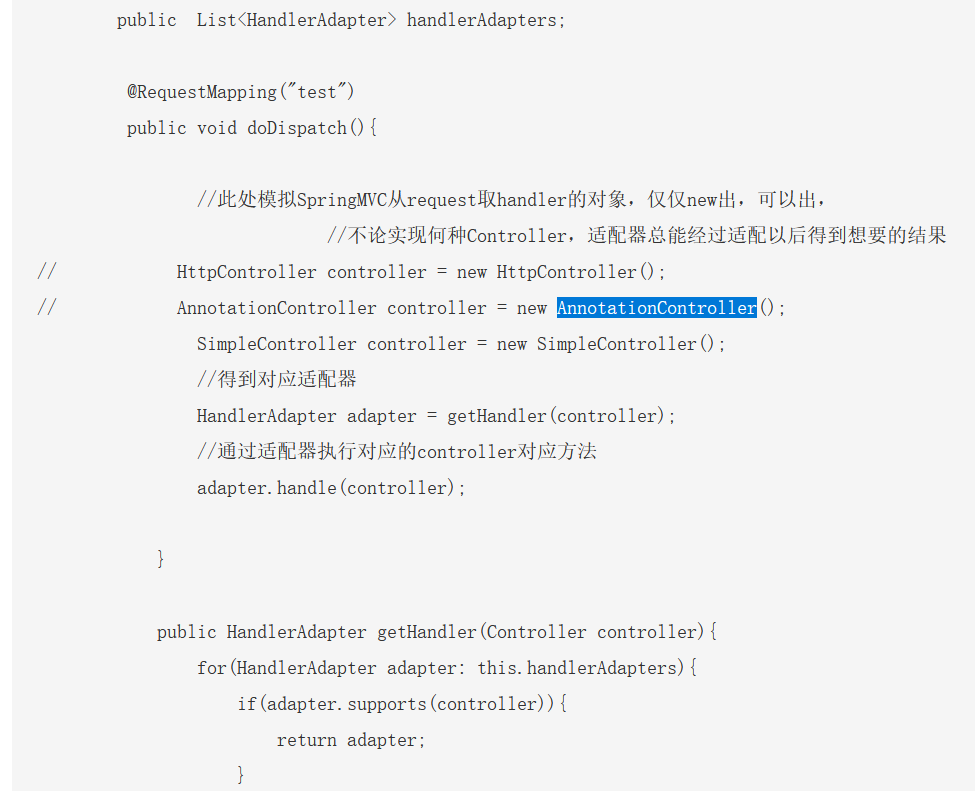 public  List<HandlerAdapter> handlerAdapters;
@RequestMapping("test")
public void doDispatch(){
//此处模拟SpringMVC从request取handler的对象，仅仅new出，可以出，
//不论实现何种Controller，适配器总能经过适配以后得到想要的结果
//            HttpController controller = new HttpController();
//            AnnotationController controller = new AnnotationController();
SimpleController controller = new SimpleController();
//得到对应适配器
HandlerAdapter adapter = getHandler(controller);
//通过适配器执行对应的controller对应方法
adapter.handle(controller);
}
public HandlerAdapter getHandler(Controller controller){
for(HandlerAdapter adapter: this.handlerAdapters){
if(adapter.supports(controller)){
return adapter;
}